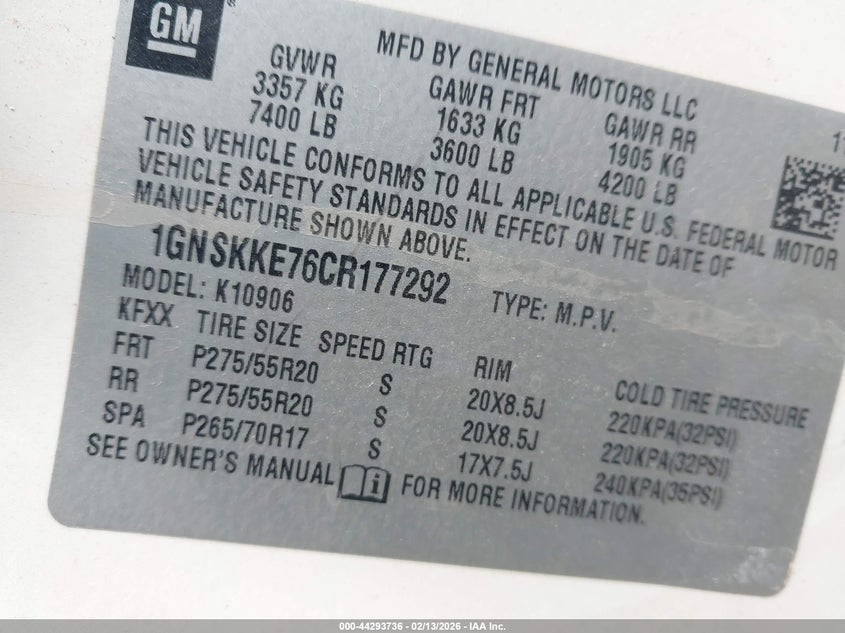 GM ®
MFD BY GENERAL MOTORS LLC
GVWR GAWR FRT GAWR RR
3357 KG 1633 KG 1905 KG
7400 LB 3600 LB 4200 LB
THIS VEHICLE CONFORMS TO ALL APPLICABLE U.S. FEDERAL MOTOR
VEHICLE SAFETY STANDARDS IN EFFECT ON THE DATE OF
MANUFACTURE SHOWN ABOVE.
1GNSKKE76CR177292 TYPE: M.P.V.
MODEL: K10906
KFXX TIRE SIZE SPEED RTG RIM COLD TIRE PRESSURE
FRT P275/55R20 S 20X8.5J 220KPA(32PSI)
RR P275/55R20 S 20X8.5J 220KPA(32PSI)
SPA P265/70R17 S 17X7.5J 240KPA(35PSI)
SEE OWNER'S MANUAL i FOR MORE INFORMATION.
000-44293736 - 02/13/2026 - IAA Inc.